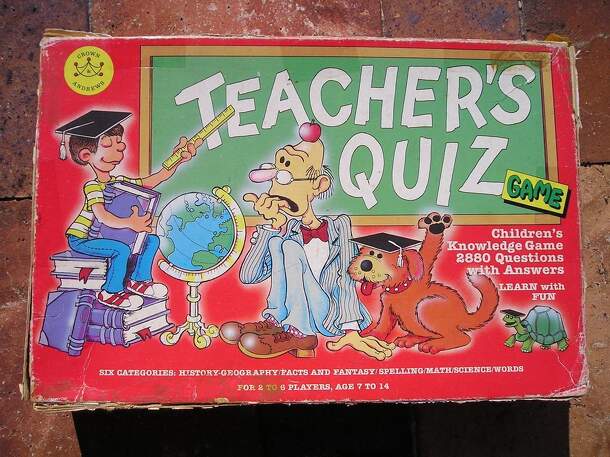 CROWN
&
ANDREWS
TEACHER'S
QUIZ
GAME
Children's
Knowledge Game
2880 Questions
with Answers
LEARN with
FUN
SIX CATEGORIES: HISTORY-GEOGRAPHY/FACTS AND FANTASY/SPELLING/MATH/SCIENCE/WORDS
FOR 2 TO 6 PLAYERS, AGE 7 TO 14